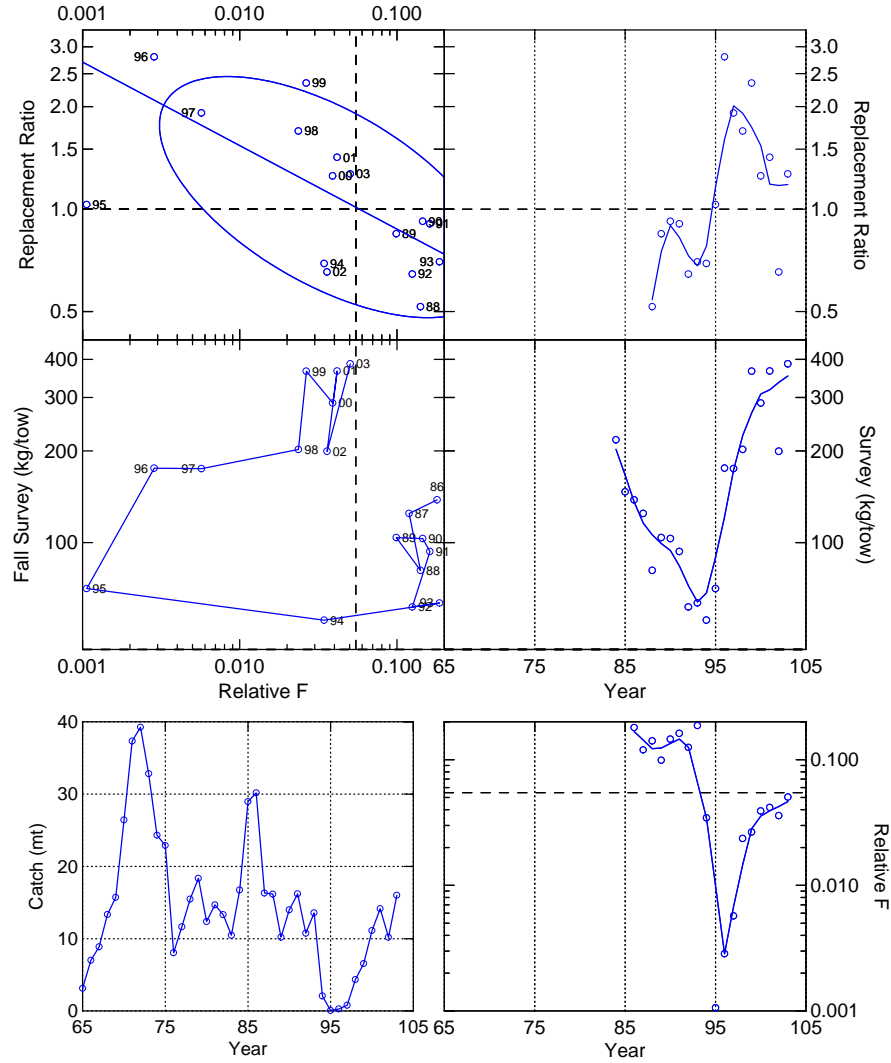 0.001 0.010 0.100
3.0 2.5 2.0 1.5 1.0 0.5
Replacement Ratio
96 99 97 98 01 00 03 95 90 91 89 94 02 93 92 88
3.0 2.5 2.0 1.5 1.0 0.5
Replacement Ratio
400 300 200 100
Fall Survey (kg/tow)
03 99 01 00 98 02 96 97 86 87 89 90 91 88 95 93 92 94
400 300 200 100
Survey (kg/tow)
0.001 0.010 0.100
Relative F
65 75 85 95 105
Year
40 30 20 10 0
Catch (mt)
65 75 85 95 105
Year
0.100 0.010 0.001
Relative F
65 75 85 95 105
Year